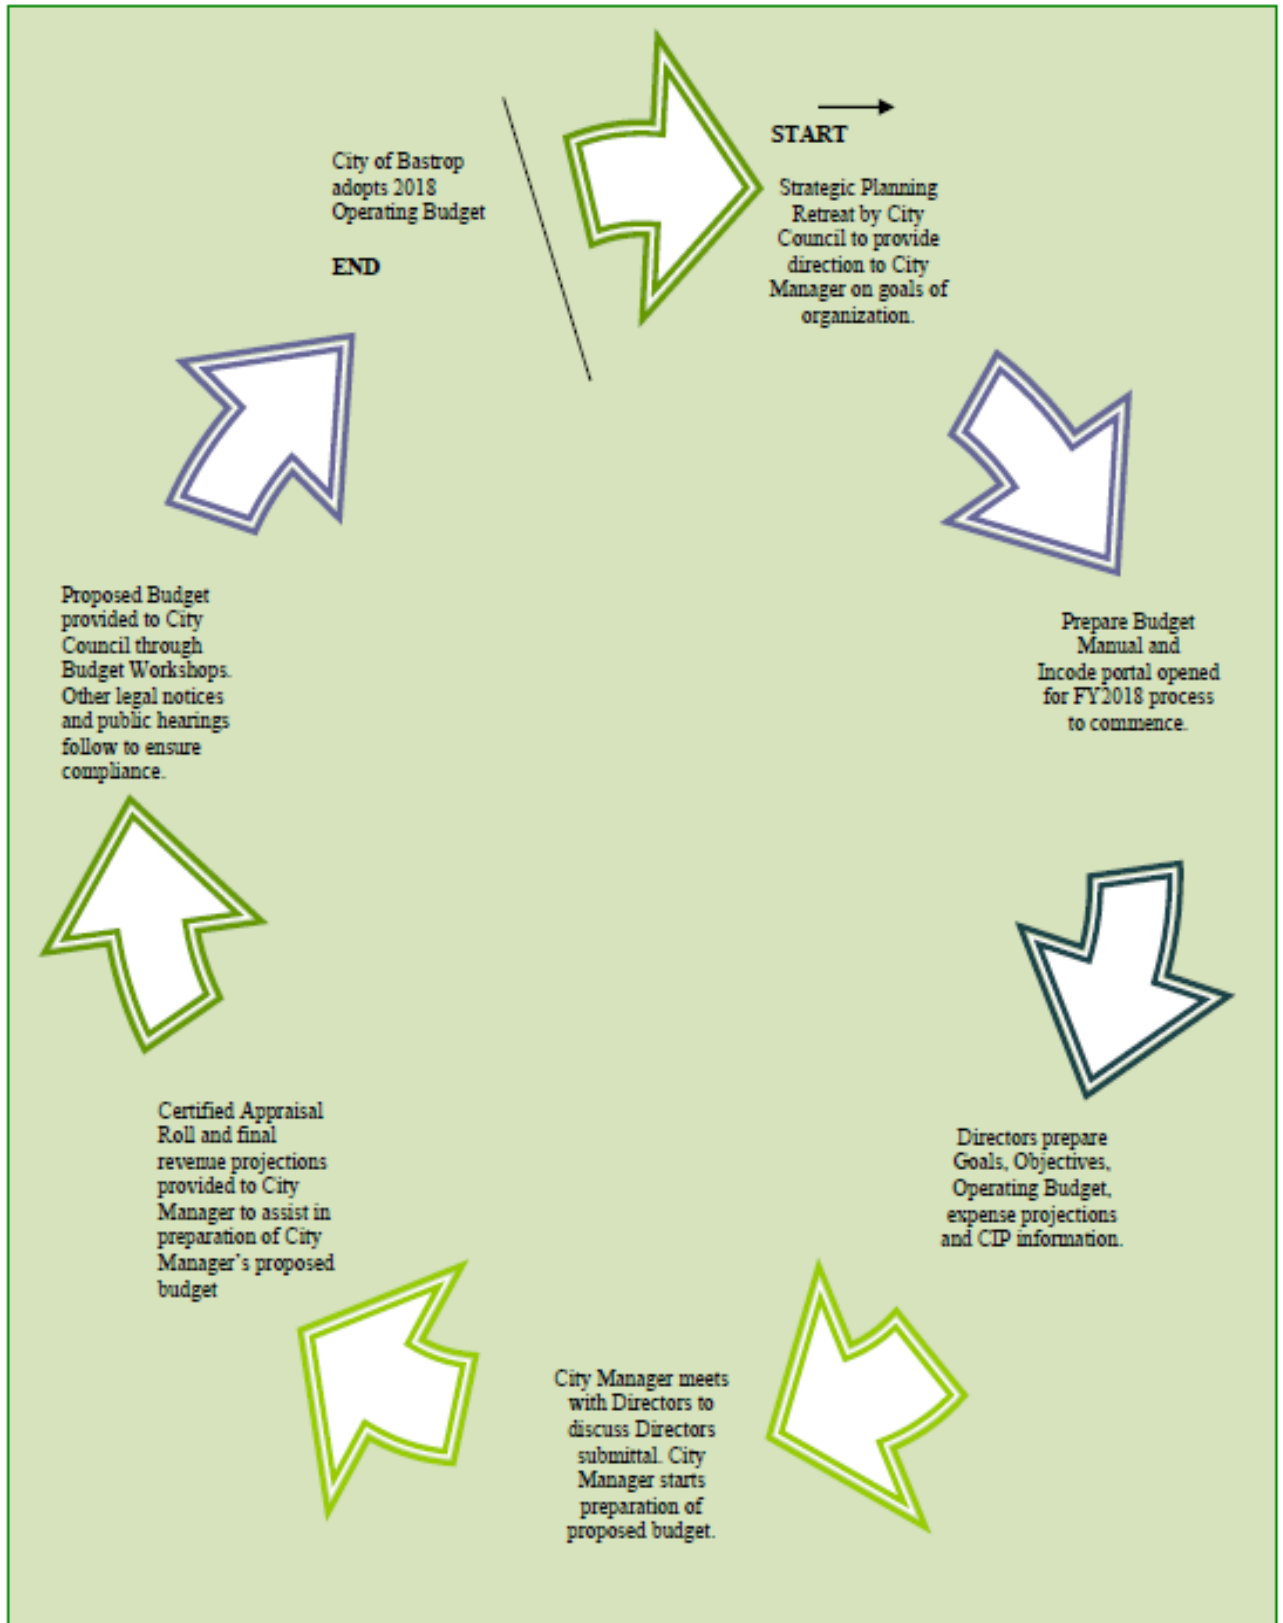 START
Strategic Planning
Retreat by City
Council to provide
direction to City
Manager on goals of
organization.
Prepare Budget
Manual and
Incode portal opened
for FY2018 process
to commence.
Directors prepare
Goals, Objectives,
Operating Budget,
expense projections
and CIP information.
City Manager meets
with Directors to
discuss Directors
submittal. City
Manager starts
preparation of
proposed budget.
Certified Appraisal
Roll and final
revenue projections
provided to City
Manager to assist in
preparation of City
Manager’s proposed
budget
Proposed Budget
provided to City
Council through
Budget Workshops.
Other legal notices
and public hearings
follow to ensure
compliance.
City of Bastrop
adopts 2018
Operating Budget
END